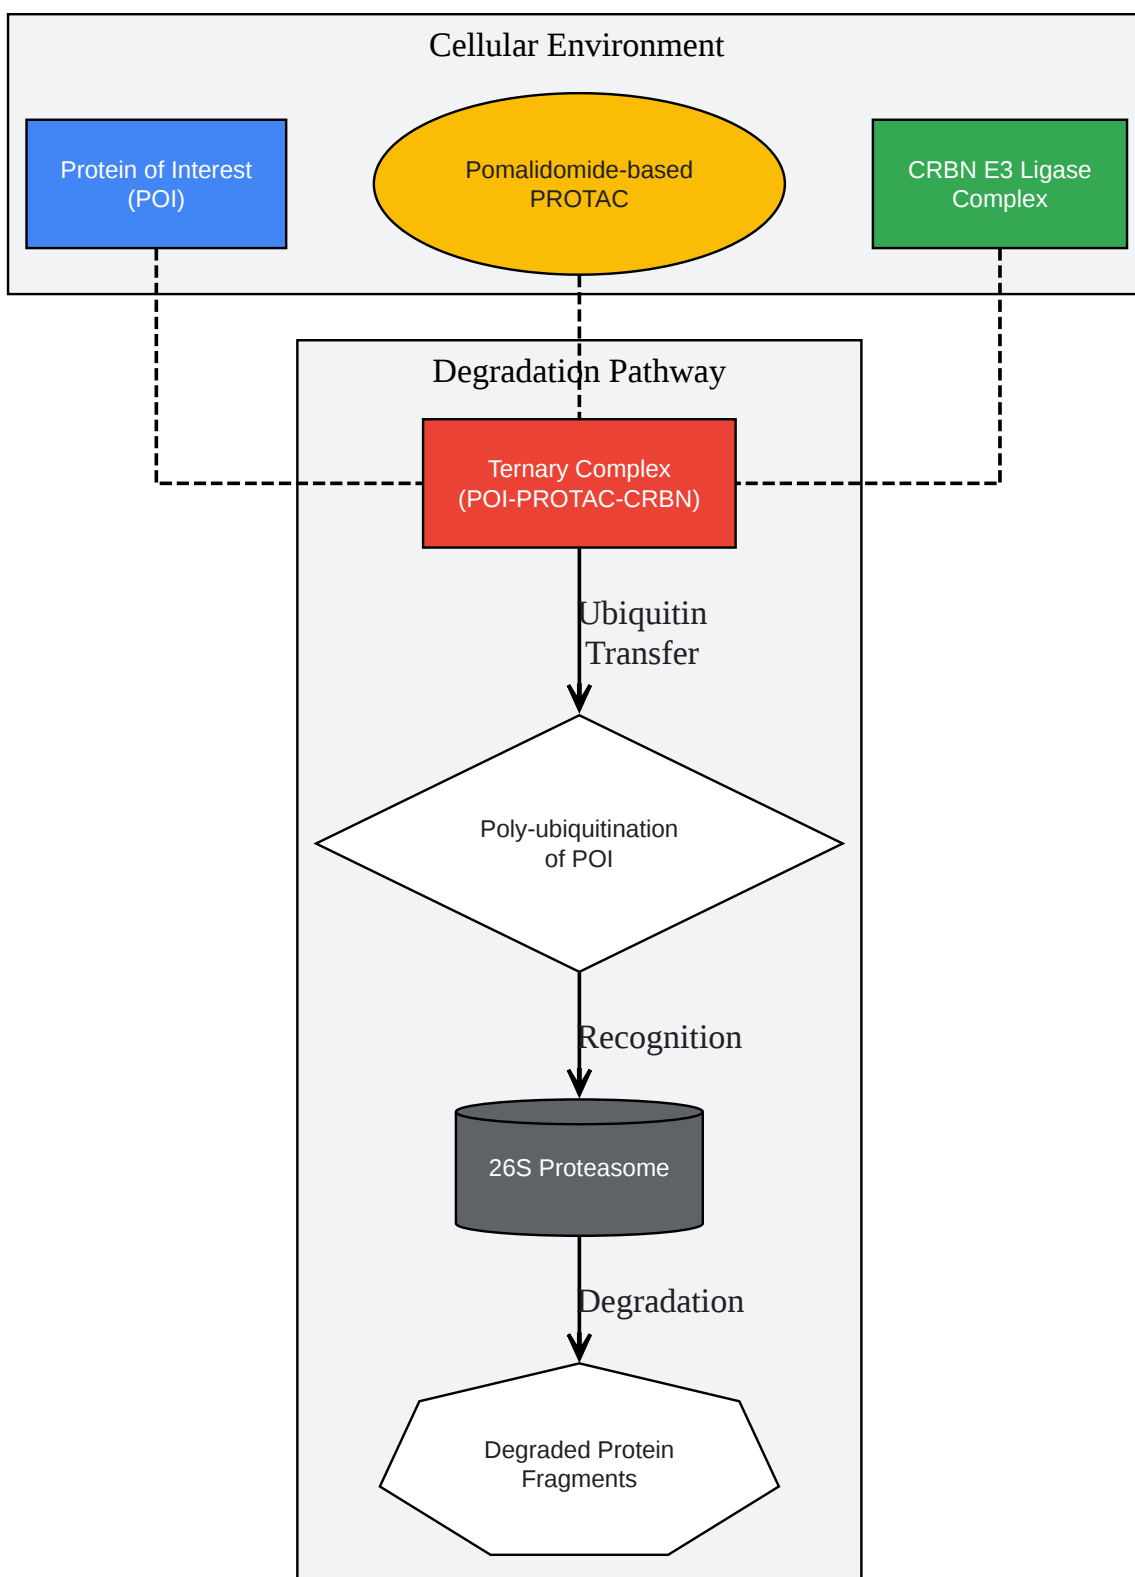 Cellular Environment
Protein of Interest
(POI)
Pomalidomide-based
PROTAC
CRBN E3 Ligase
Complex
Degradation Pathway
Ternary Complex
(POI-PROTAC-CRBN)
Ubiquitin
Transfer
Poly-ubiquitination
of POI
Recognition
26S Proteasome
Degradation
Degraded Protein
Fragments